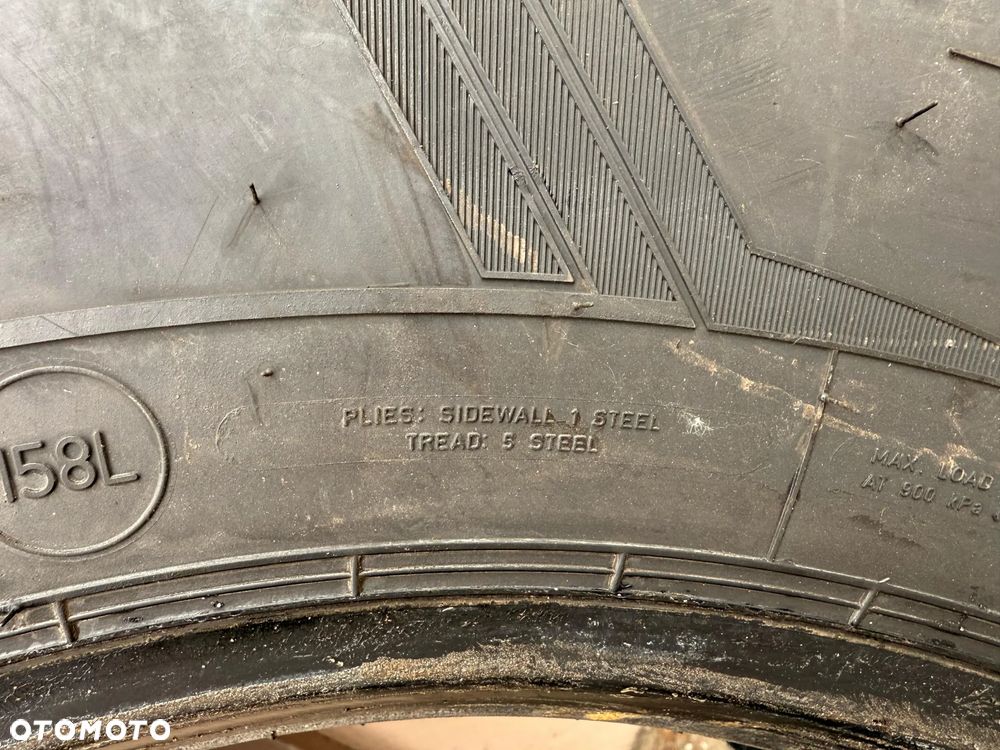 PLIES: SIDEWALL 1 STEEL
TREAD: 5 STEEL
158L
MAX. LOAD
AT 900 kPa
OTOMOTO